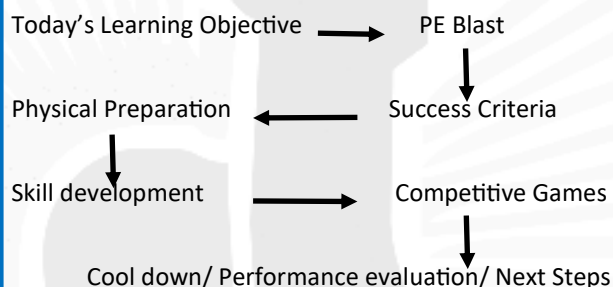 Today's Learning Objective PE Blast
Physical Preparation Success Criteria
Skill development Competitive Games
Cool down/ Performance evaluation/ Next Steps